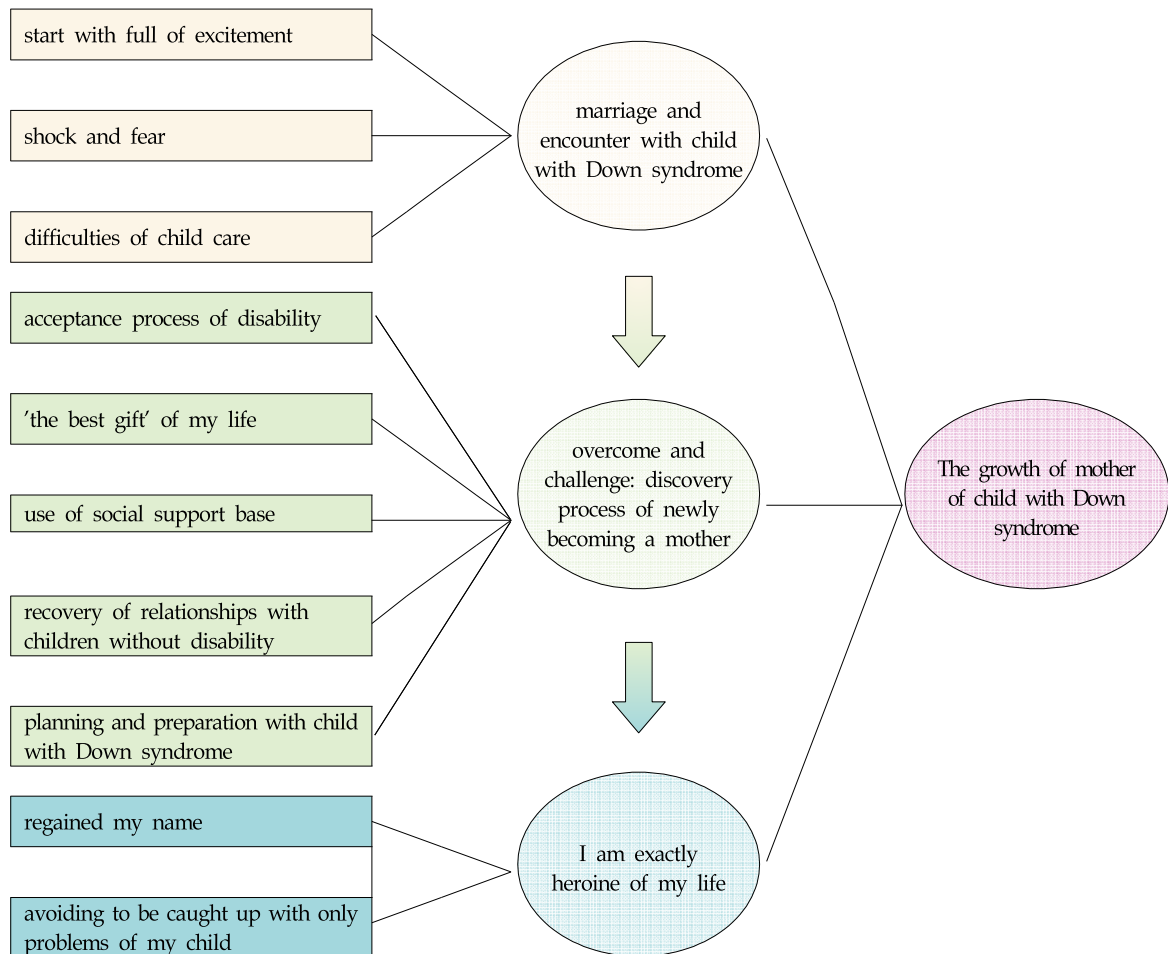 start with full of excitement
shock and fear
difficulties of child care
acceptance process of disability
'the best gift' of my life
use of social support base
recovery of relationships with
children without disability
planning and preparation with child
with Down syndrome
regained my name
avoiding to be caught up with only
problems of my child
marriage and
encounter with child
with Down syndrome
overcome and
challenge: discovery
process of newly
becoming a mother
I am exactly
heroine of my life
The growth of mother
of child with Down
syndrome